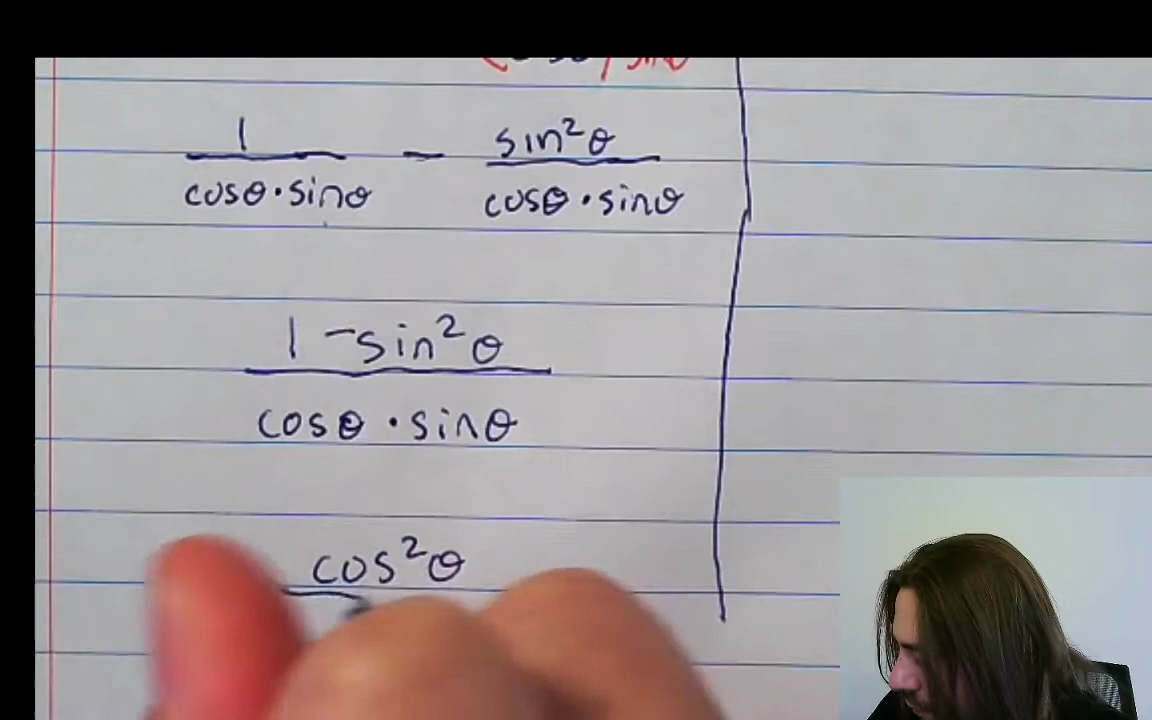 1 — sin²θ
cosθ·sinθ cosθ·sinθ
1 - sin²θ
cosθ·sinθ
cos²θ